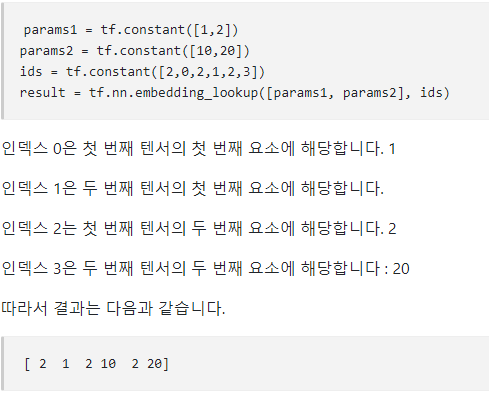 params1 = tf.constant([1,2])
params2 = tf.constant([10,20])
ids = tf.constant([2,0,2,1,2,3])
result = tf.nn.embedding_lookup([params1, params2], ids)
인덱스 0은 첫 번째 텐서의 첫 번째 요소에 해당합니다. 1
인덱스 1은 두 번째 텐서의 첫 번째 요소에 해당합니다.
인덱스 2는 첫 번째 텐서의 두 번째 요소에 해당합니다. 2
인덱스 3은 두 번째 텐서의 두 번째 요소에 해당합니다 : 20
따라서 결과는 다음과 같습니다.
[ 2  1  2 10  2 20]